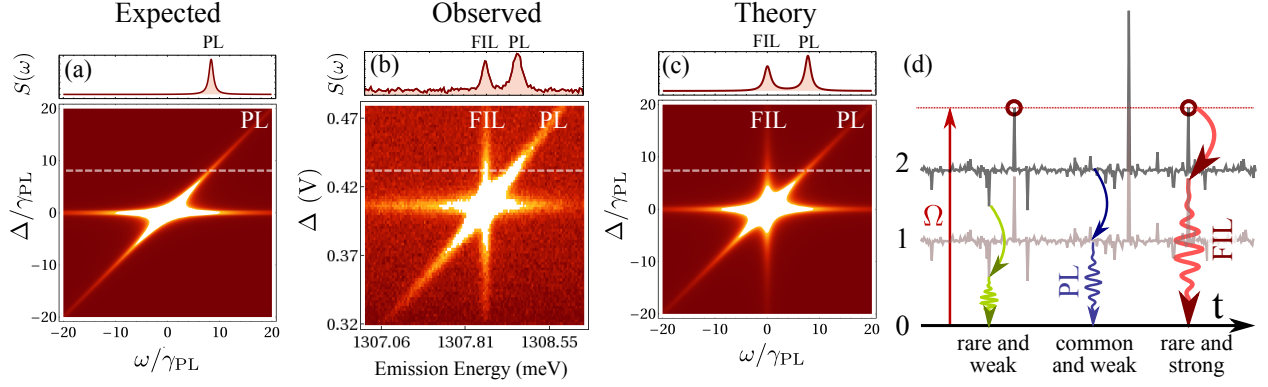 Expected
Observed
Theory
PL
FIL PL
FIL PL
S(ω)
(a)
S(ω)
(b)
S(ω)
(c)
(d)
20
10
0
−10
−20
Δ/γPL
PL
−20 −10 0 10 20
ω/γPL
0.47
0.42
0.37
0.32
Δ (V)
FIL PL
1307.06 1307.81 1308.55
Emission Energy (meV)
20
10
0
−10
−20
Δ/γPL
FIL PL
−20 −10 0 10 20
ω/γPL
2
1
0
Ω
PL
FIL
t
rare and
weak
common
and weak
rare and
strong